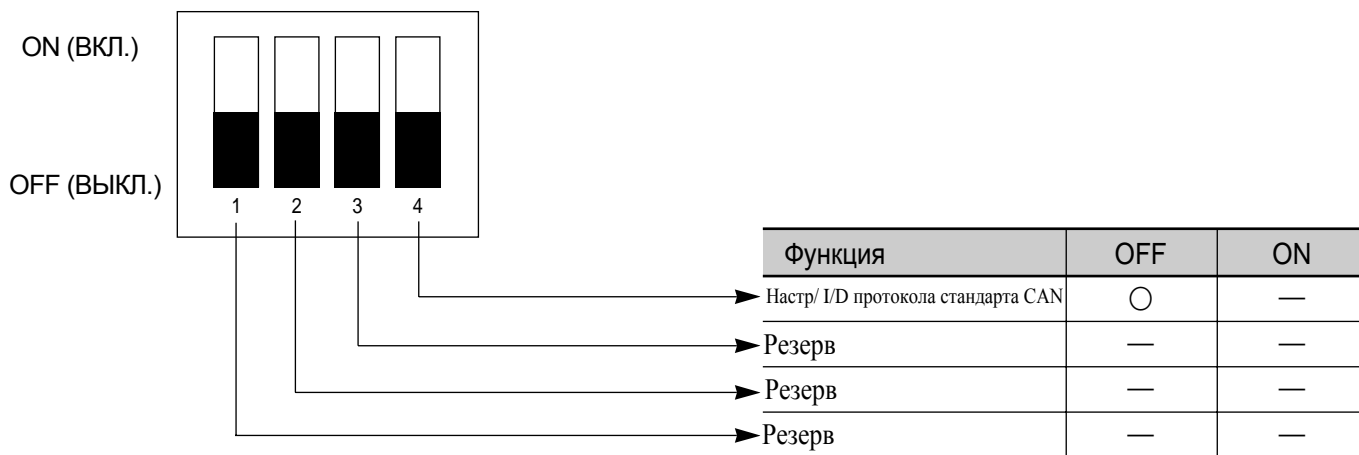 ON (ВКЛ.)
OFF (ВЫКЛ.)
1 2 3 4
Функция OFF ON
Настр/ I/D протокола стандарта CAN ○ —
Резерв — —
Резерв — —
Резерв — —